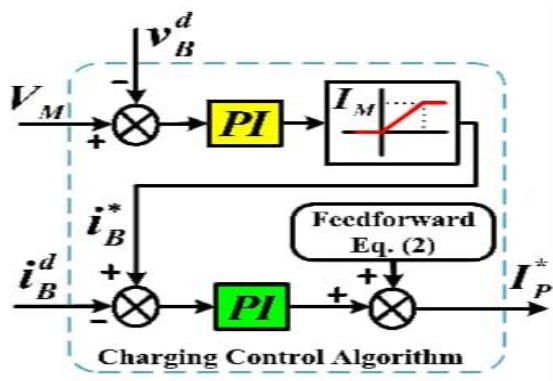 v_B^d
V_M
PI
I_M
i_B^*
Feedforward
Eq. (2)
i_B^d
PI
I_P^*
Charging Control Algorithm